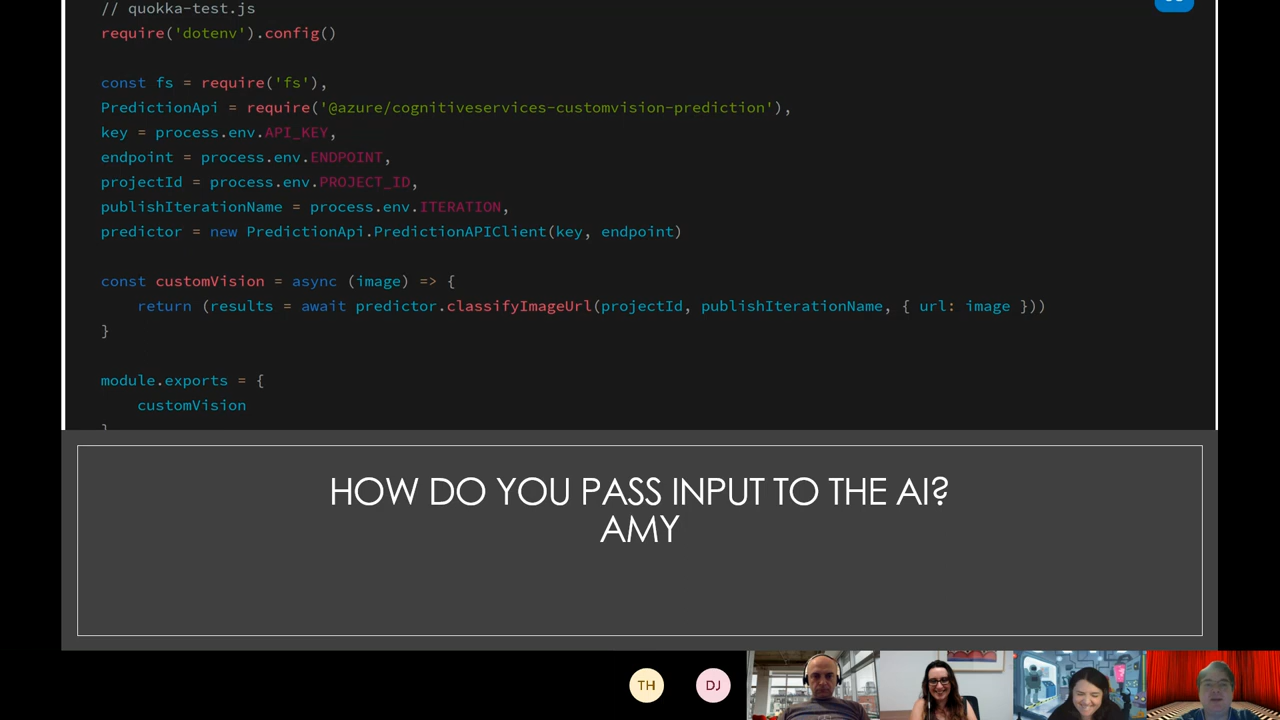 // quokka-test.js
require('dotenv').config()
const fs = require('fs'),
PredictionApi = require('@azure/cognitiveservices-customvision-prediction'),
key = process.env.API_KEY,
endpoint = process.env.ENDPOINT,
projectId = process.env.PROJECT_ID,
publishIterationName = process.env.ITERATION,
predictor = new PredictionApi.PredictionAPIClient(key, endpoint)
const customVision = async (image) => {
return (results = await predictor.classifyImageUrl(projectId, publishIterationName, { url: image }))
}
module.exports = {
customVision
}
HOW DO YOU PASS INPUT TO THE AI?
AMY
TH
DJ